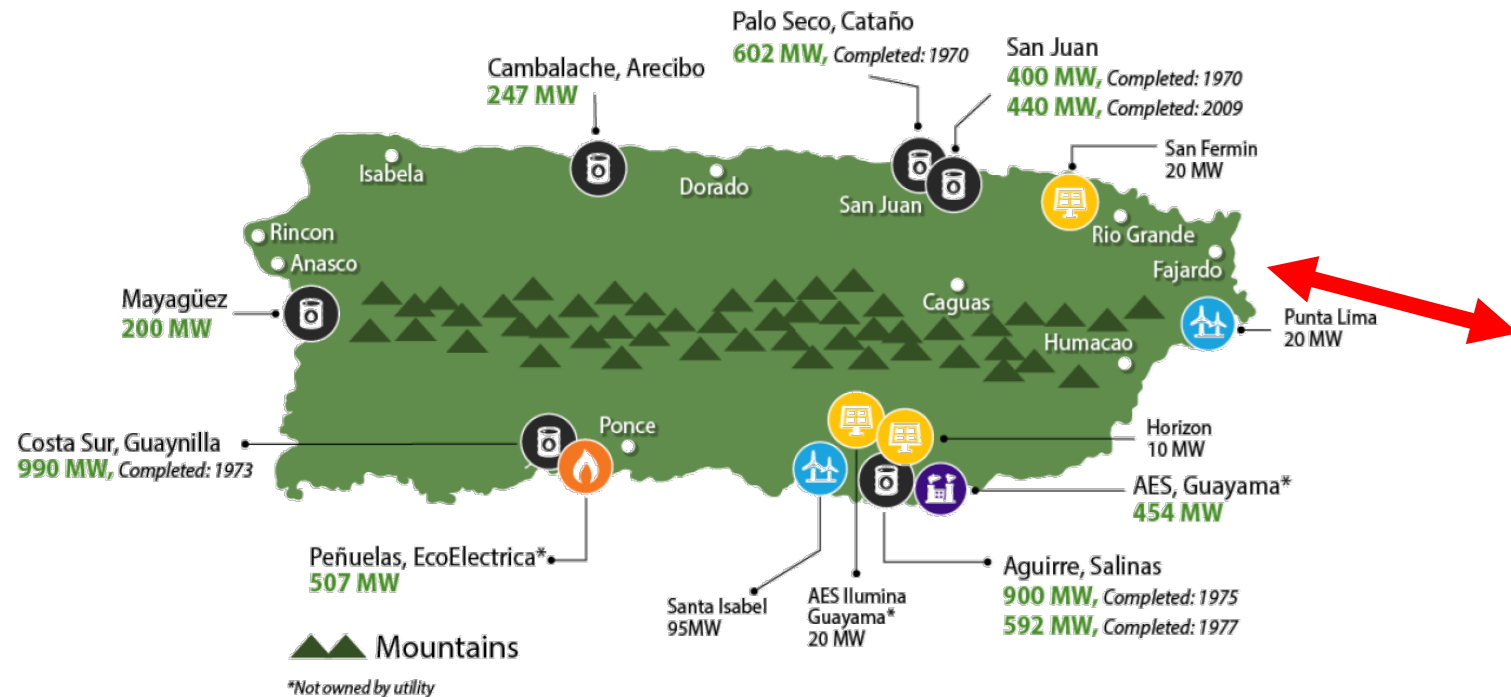 Palo Seco, Cataño
602 MW, Completed: 1970
San Juan
400 MW, Completed: 1970
440 MW, Completed: 2009
Cambalache, Arecibo
247 MW
San Fermin
20 MW
Isabela
Dorado
San Juan
Rio Grande
Rincon
Anasco
Fajardo
Mayagüez
200 MW
Caguas
Punta Lima
20 MW
Humacao
Costa Sur, Guaynilla
990 MW, Completed: 1973
Ponce
Horizon
10 MW
AES, Guayama*
454 MW
Peñuelas, EcoElectrica*
507 MW
Santa Isabel
95MW
AES Ilumina
Guayama*
20 MW
Aguirre, Salinas
900 MW, Completed: 1975
592 MW, Completed: 1977
Mountains
*Not owned by utility